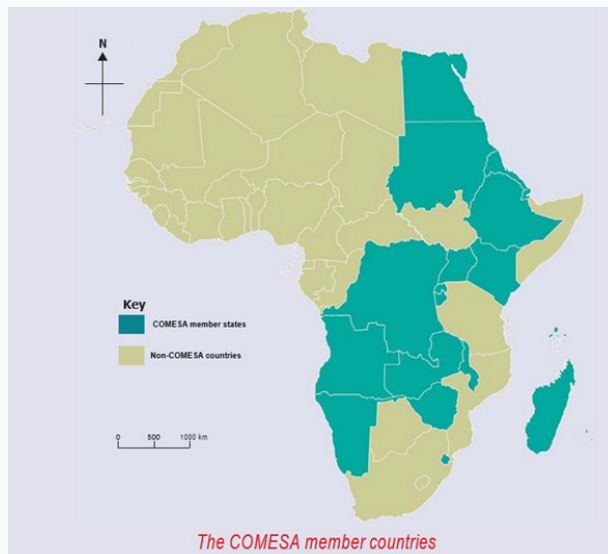 N
Key
COMESA member states
Non-COMESA countries
0 500 1000 km
The COMESA member countries